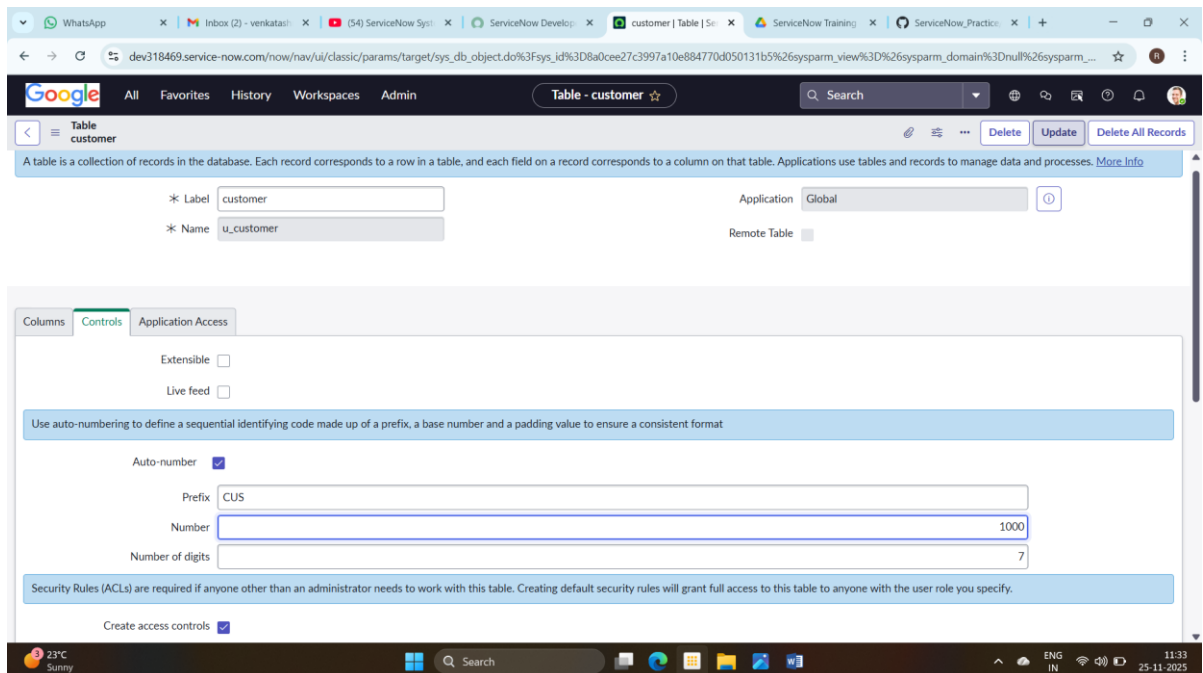 WhatsApp
Inbox (2) - venkatash
(54) ServiceNow Syst
ServiceNow Develop
customer | Table | Se
ServiceNow Training
ServiceNow_Practice
dev318469.service-now.com/now/nav/ui/classic/params/target/sys_db_object.do%3Fsys_id%3D8a0cee27c3997a10e884770d050131b5%26sysparm_view%3D%26sysparm_domain%3Dnull%26sysparm_...
R
Google All Favorites History Workspaces Admin Table - customer Search
Table
customer
Delete Update Delete All Records
A table is a collection of records in the database. Each record corresponds to a row in a table, and each field on a record corresponds to a column on that table. Applications use tables and records to manage data and processes. More Info
Label customer Application Global
Name u_customer Remote Table
Columns Controls Application Access
Extensible
Live feed
Use auto-numbering to define a sequential identifying code made up of a prefix, a base number and a padding value to ensure a consistent format
Auto-number
Prefix CUS
Number 1000
Number of digits 7
Security Rules (ACLs) are required if anyone other than an administrator needs to work with this table. Creating default security rules will grant full access to this table to anyone with the user role you specify.
Create access controls
3 23°C
Sunny
Search
ENG
IN
11:33
25-11-2025